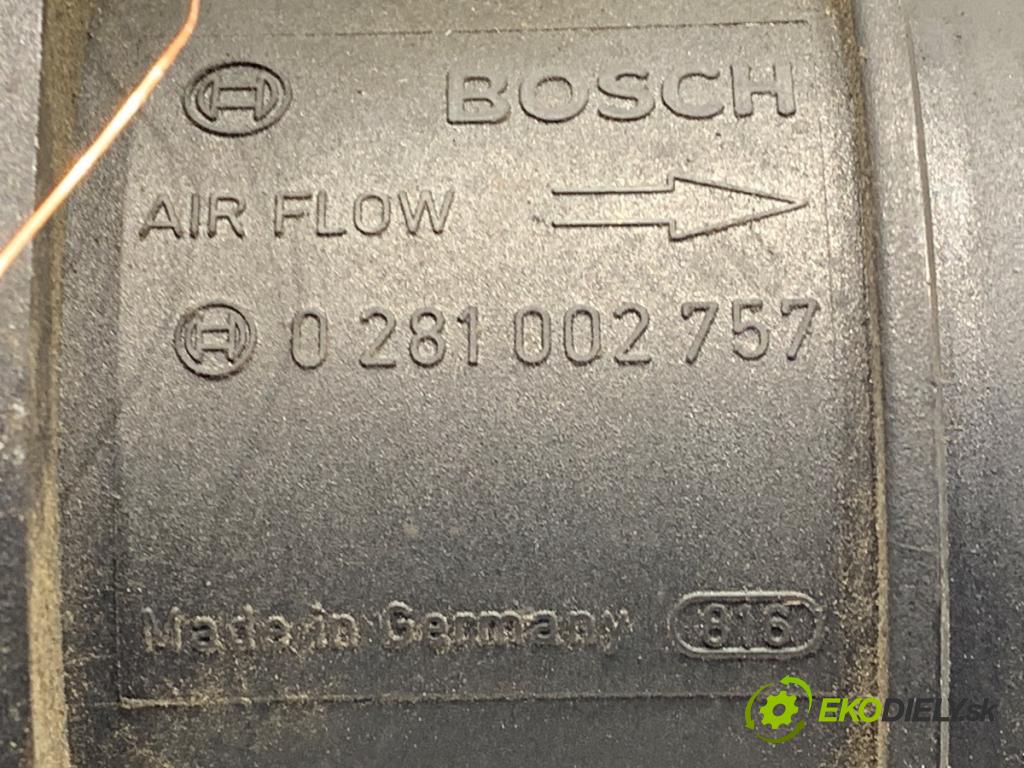 BOSCH
AIR FLOW
0 281 002 757
Made in Germany 816
EKODIELY.sk